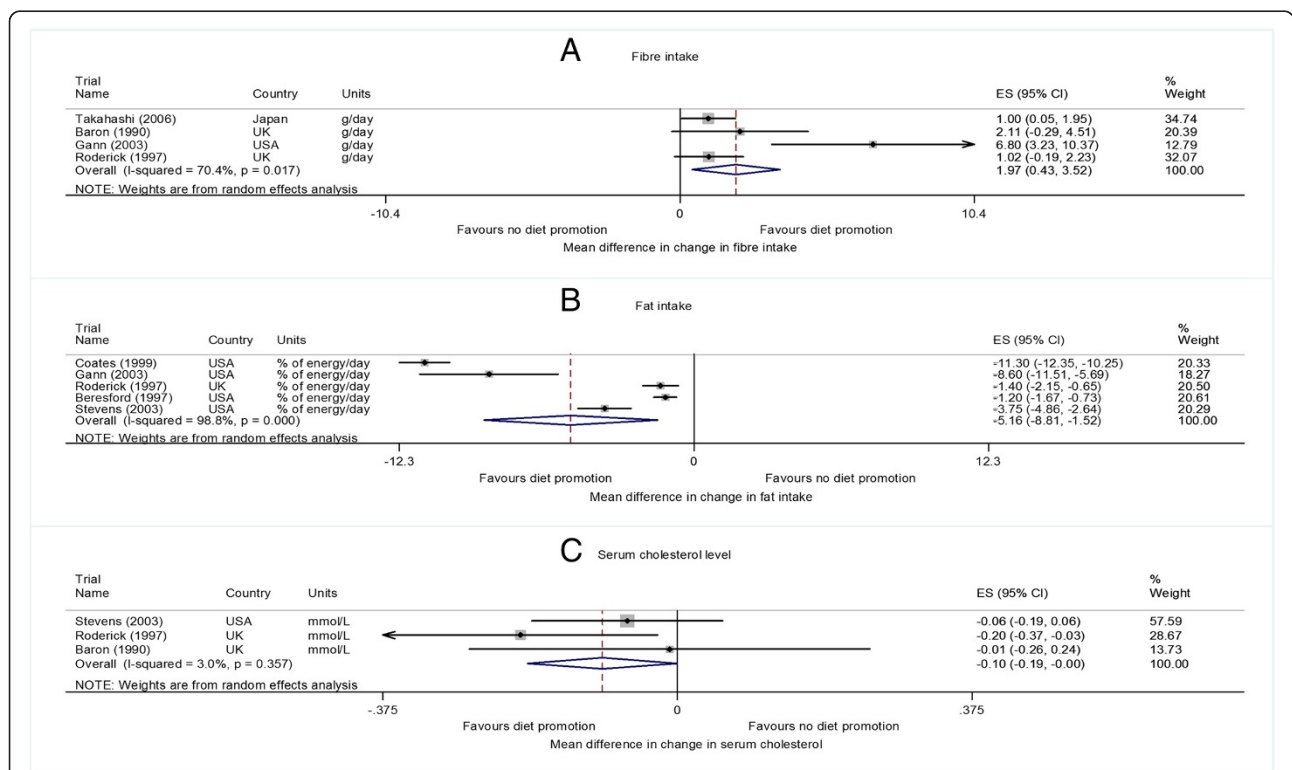 A Fibre intake
Trial %
Name Country Units ES (95% CI) Weight
Takahashi (2006) Japan g/day 1.00 (0.05, 1.95) 34.74
Baron (1990) UK g/day 2.11 (-0.29, 4.51) 20.39
Gann (2003) USA g/day 6.80 (3.23, 10.37) 12.79
Roderick (1997) UK g/day 1.02 (-0.19, 2.23) 32.07
Overall (I-squared = 70.4%, p = 0.017) 1.97 (0.43, 3.52) 100.00
NOTE: Weights are from random effects analysis
-10.4 0 10.4
Favours no diet promotion Favours diet promotion
Mean difference in change in fibre intake
B Fat intake
Trial %
Name Country Units ES (95% CI) Weight
Coates (1999) USA % of energy/day -11.30 (-12.35, -10.25) 20.33
Gann (2003) USA % of energy/day -8.60 (-11.51, -5.69) 18.27
Roderick (1997) UK % of energy/day -1.40 (-2.15, -0.65) 20.50
Beresford (1997) USA % of energy/day -1.20 (-1.67, -0.73) 20.61
Stevens (2003) USA % of energy/day -3.75 (-4.86, -2.64) 20.29
Overall (I-squared = 98.8%, p = 0.000) -5.16 (-8.81, -1.52) 100.00
NOTE: Weights are from random effects analysis
-12.3 0 12.3
Favours diet promotion Favours no diet promotion
Mean difference in change in fat intake
C Serum cholesterol level
Trial %
Name Country Units ES (95% CI) Weight
Stevens (2003) USA mmol/L -0.06 (-0.19, 0.06) 57.59
Roderick (1997) UK mmol/L -0.20 (-0.37, -0.03) 28.67
Baron (1990) UK mmol/L -0.01 (-0.26, 0.24) 13.73
Overall (I-squared = 3.0%, p = 0.357) -0.10 (-0.19, -0.00) 100.00
NOTE: Weights are from random effects analysis
-.375 0 .375
Favours diet promotion Favours no diet promotion
Mean difference in change in serum cholesterol